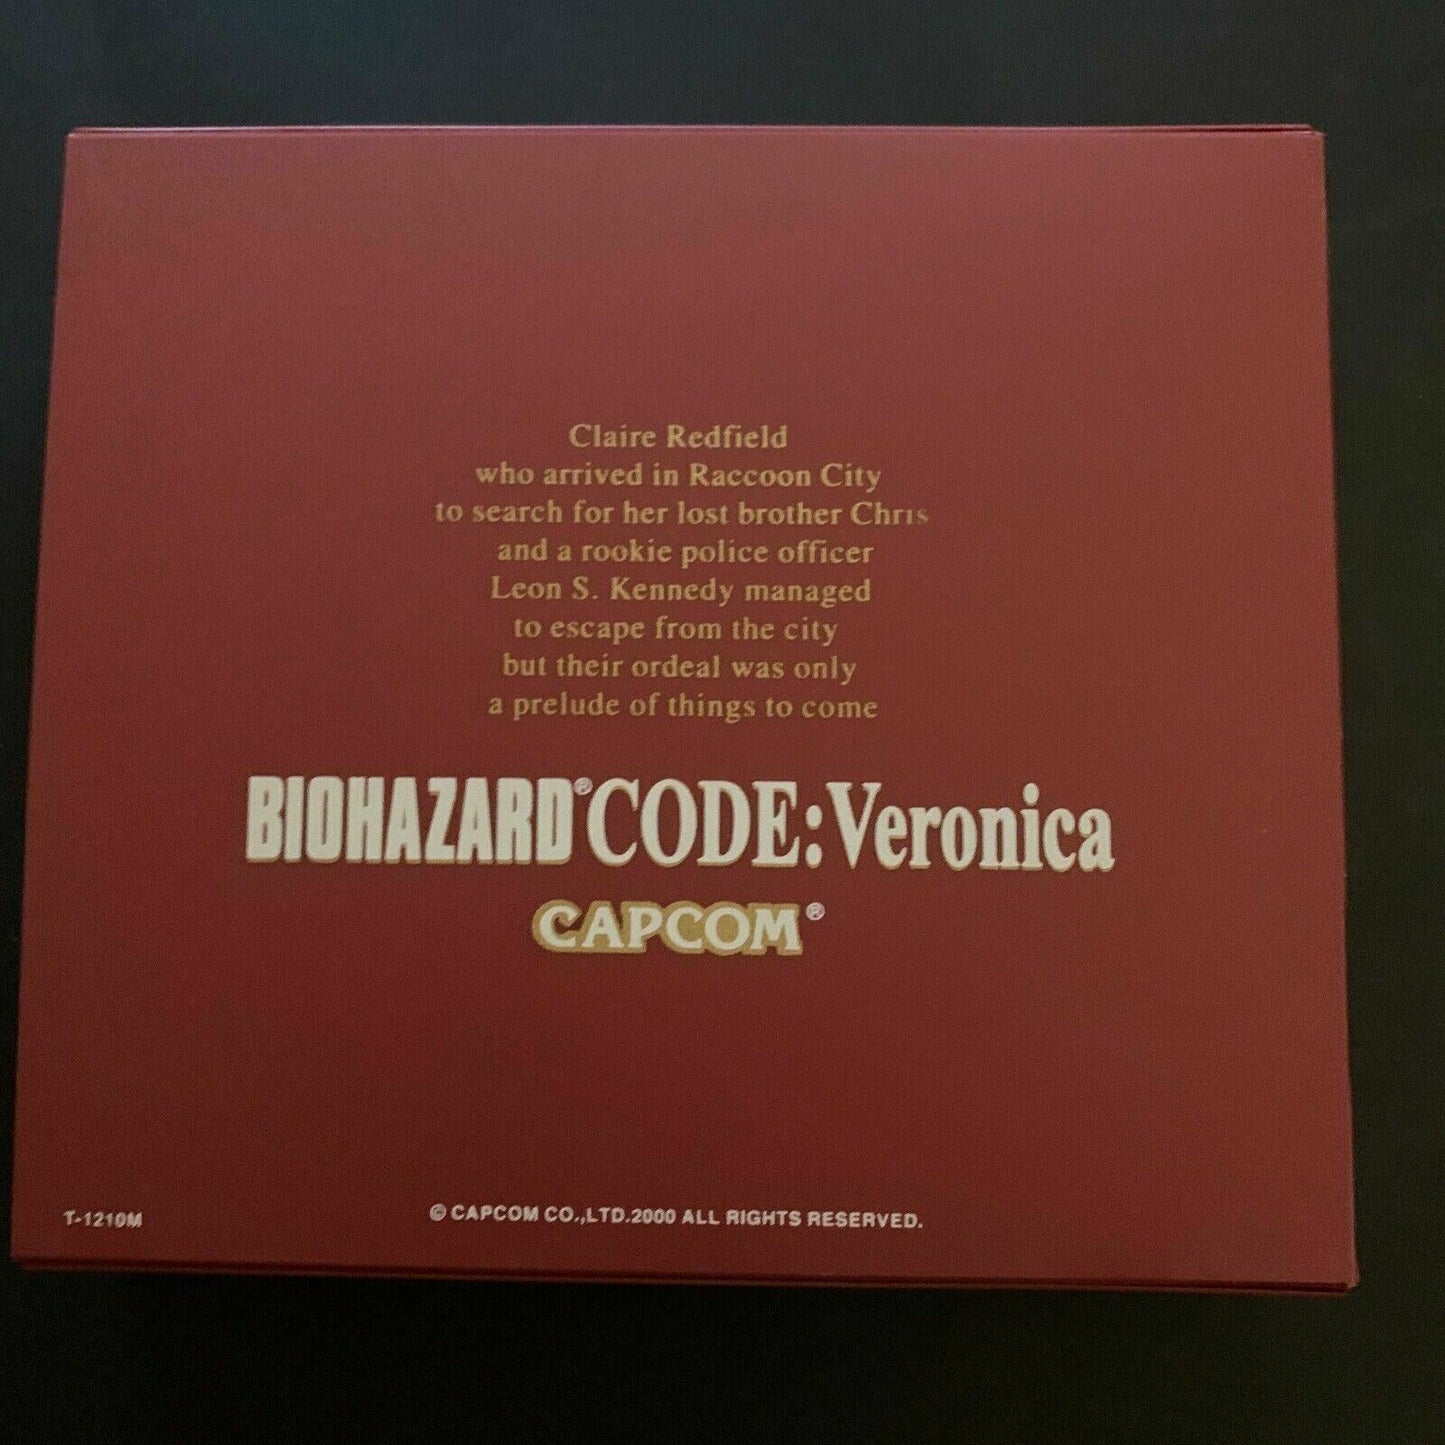 Claire Redfield
who arrived in Raccoon City
to search for her lost brother Chris
and a rookie police officer
Leon S. Kennedy managed
to escape from the city
but their ordeal was only
a prelude of things to come
BIOHAZARD® CODE:Veronica
CAPCOM®
T-1210M
© CAPCOM CO.,LTD.2000 ALL RIGHTS RESERVED.